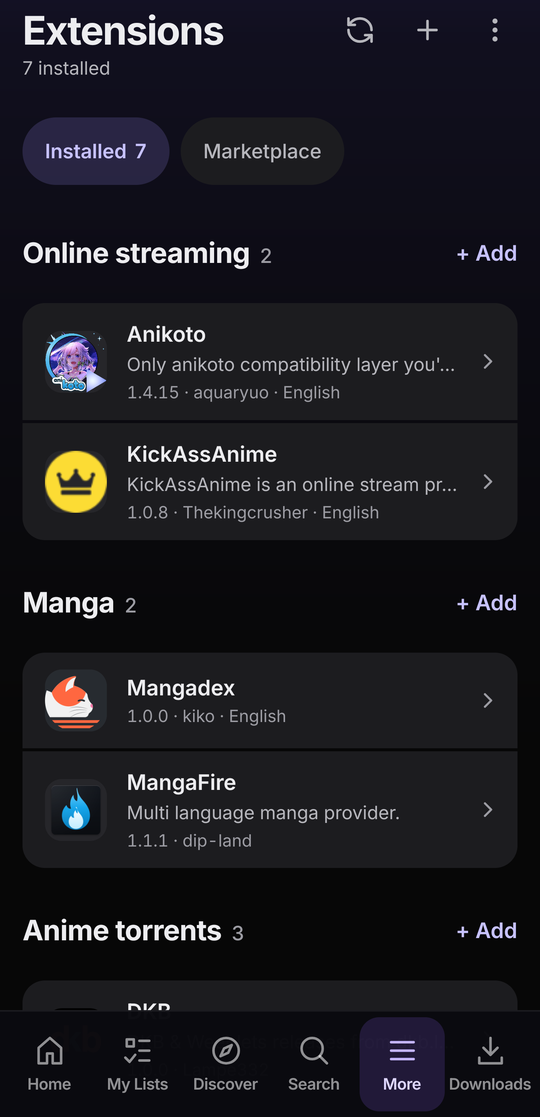 Extensions
7 installed
Installed 7
Marketplace
Online streaming 2
+ Add
Anikoto
Only anikoto compatibility layer you'...
1.4.15 · aquaryuo · English
KickAssAnime
KickAssAnime is an online stream pr...
1.0.8 · Thekingcrusher · English
Manga 2
+ Add
Mangadex
1.0.0 · kiko · English
MangaFire
Multi language manga provider.
1.1.1 · dip-land
Anime torrents 3
+ Add
DKB
Home
My Lists
Discover
Search
More
Downloads